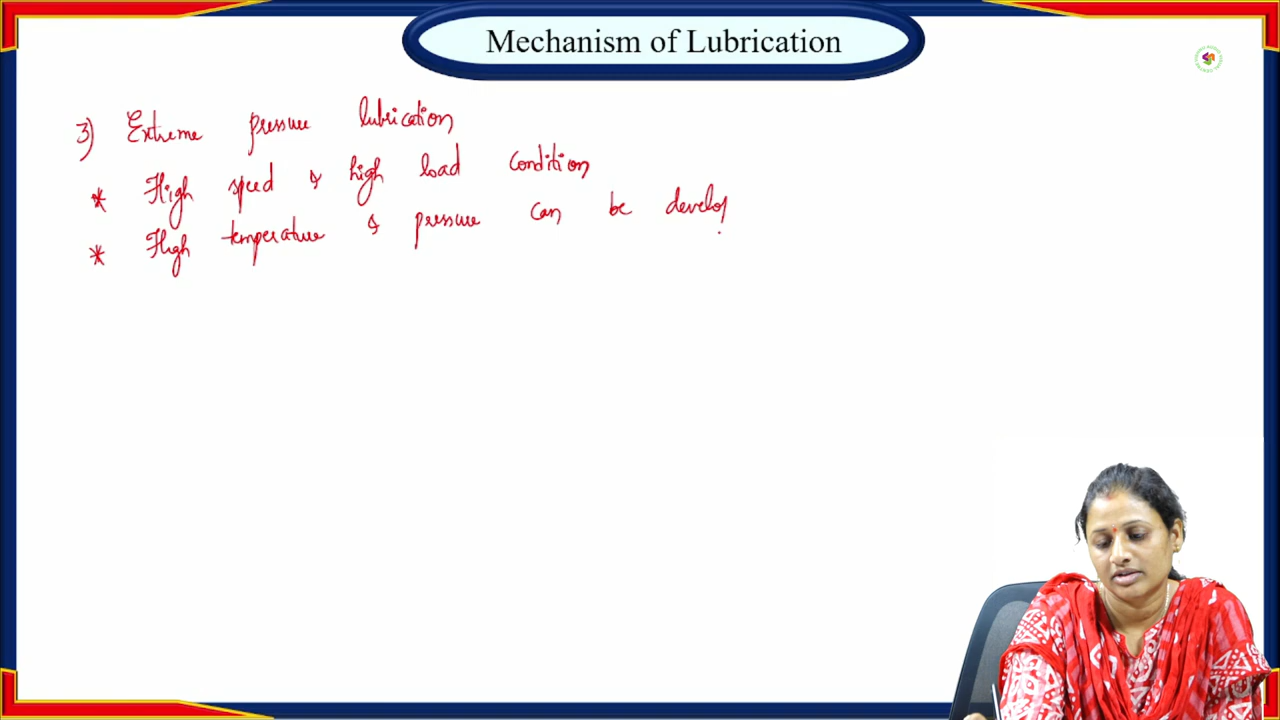 Mechanism of Lubrication
3) Extreme pressure lubrication
* High speed & high load condition
* High temperature & pressure can be develop